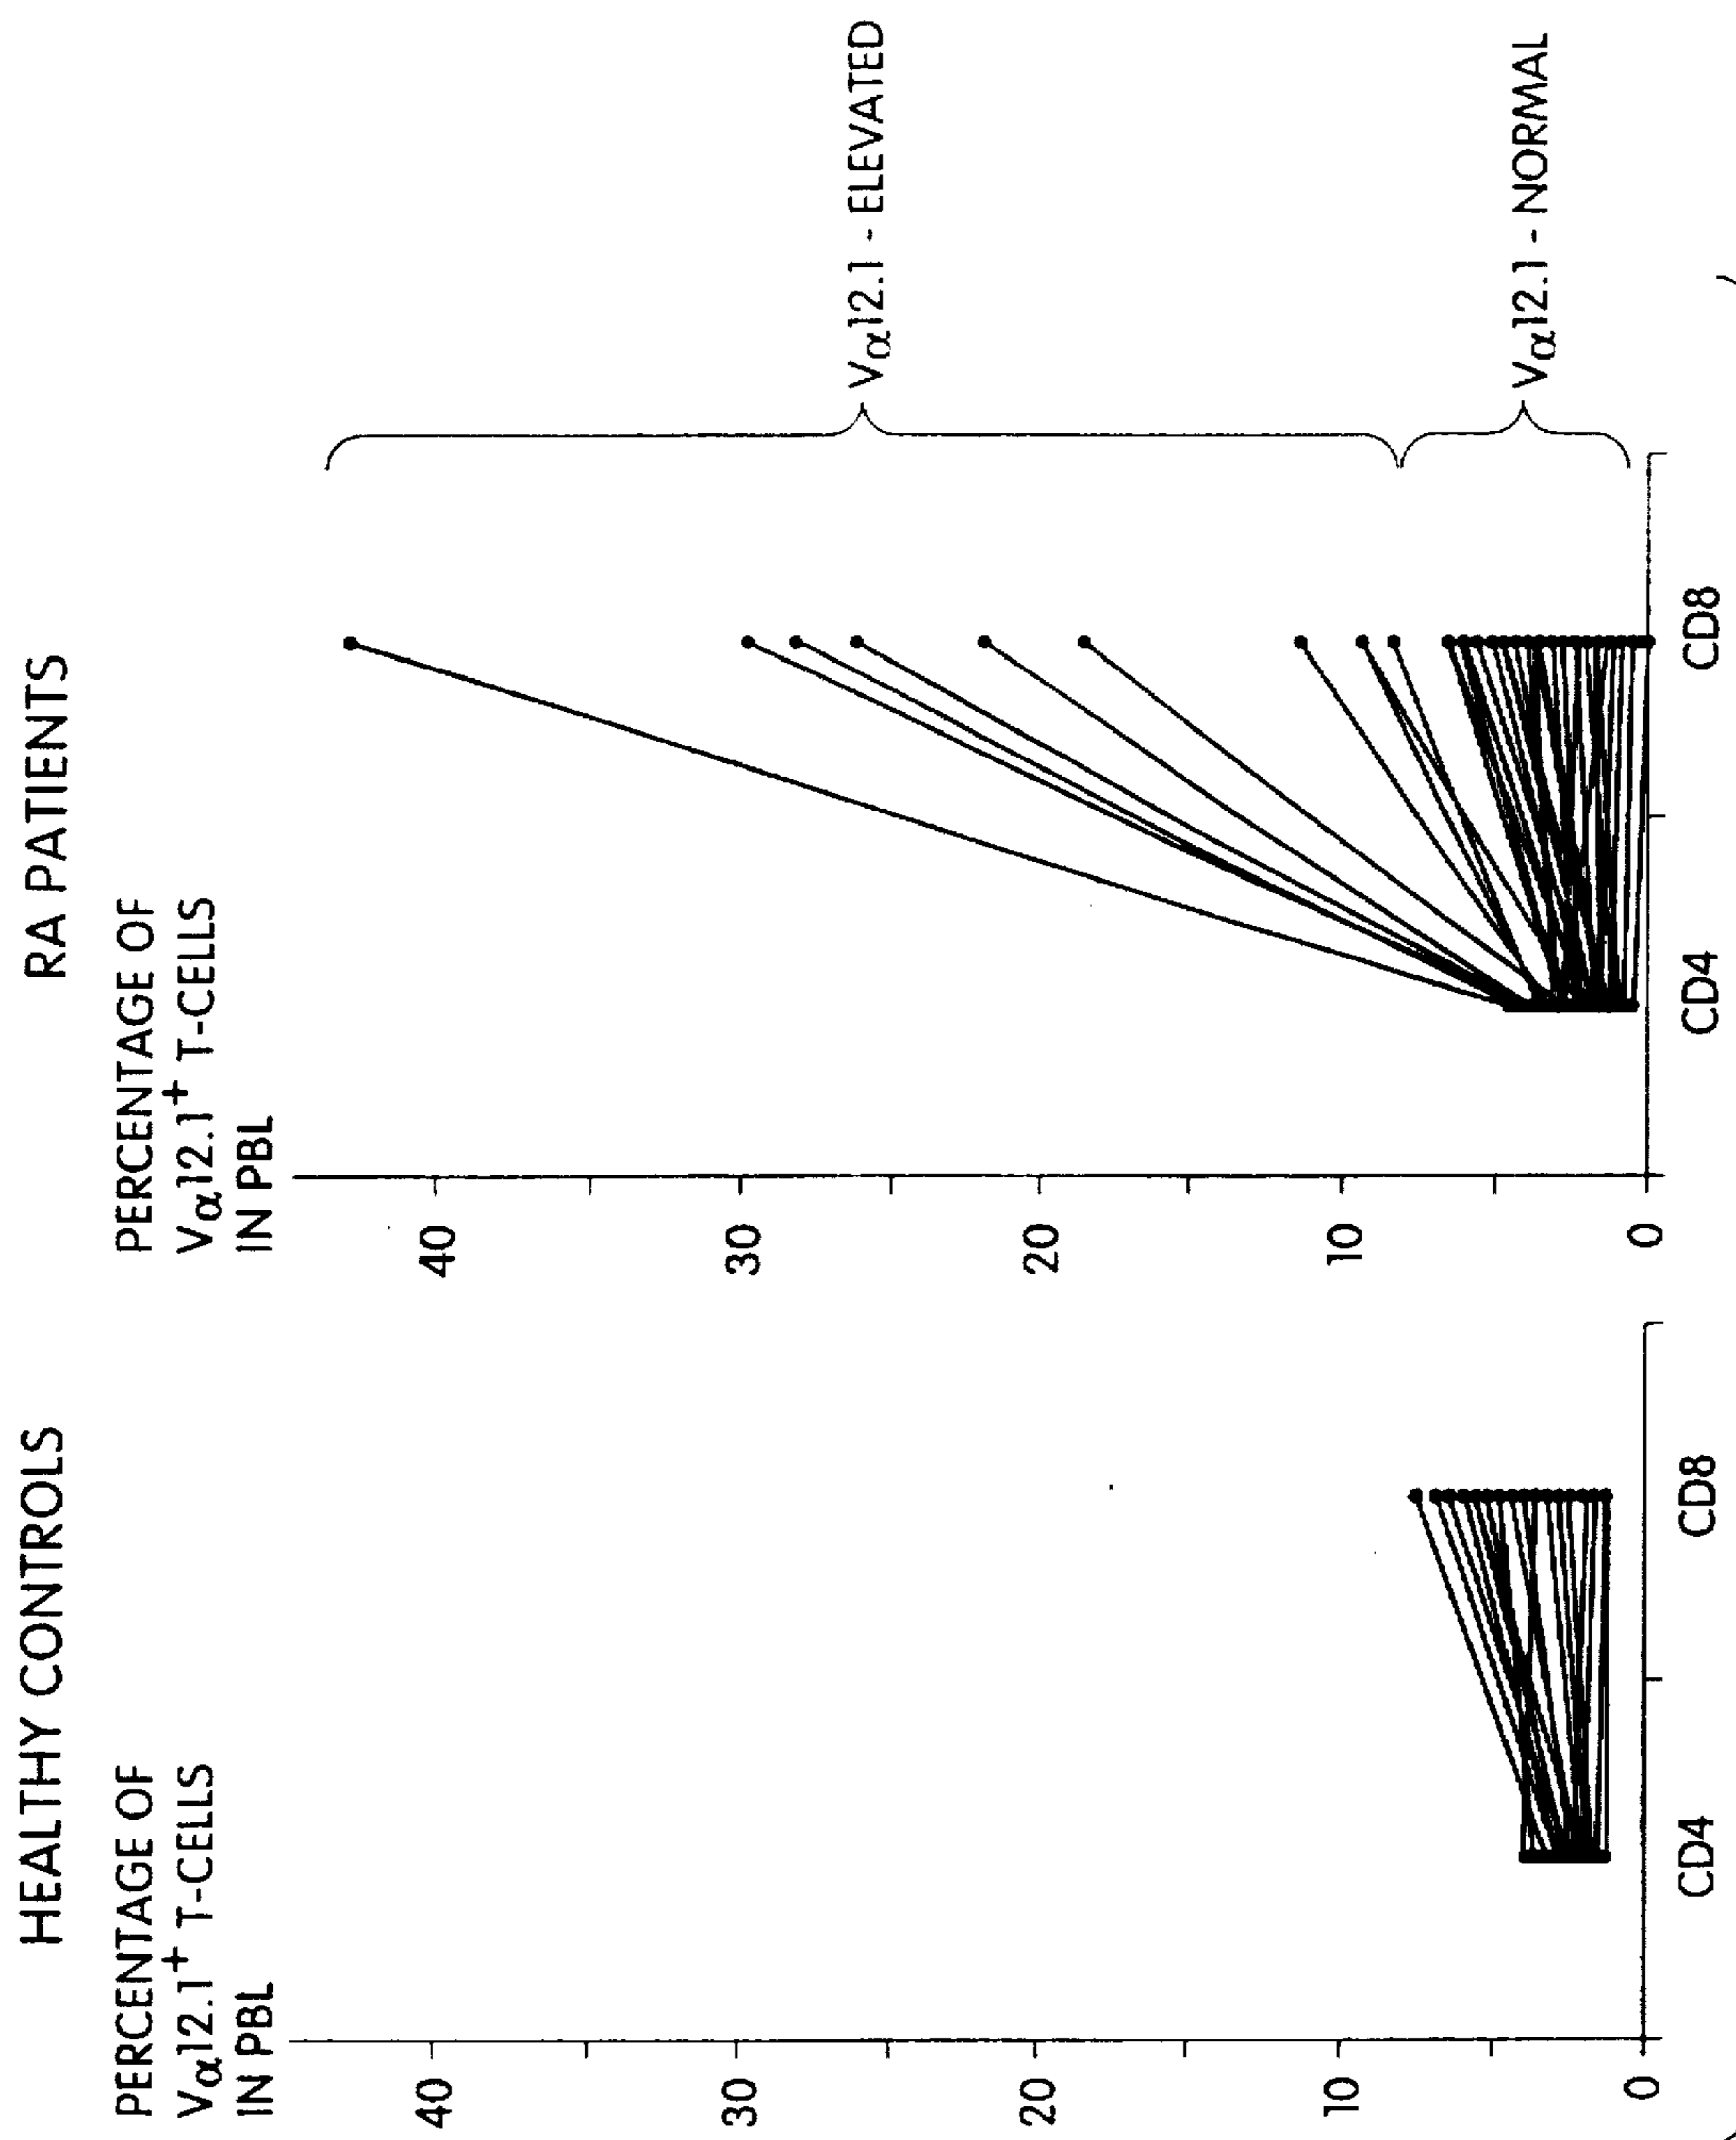 HEALTHY CONTROLS
PERCENTAGE OF
Vα12.1+ T-CELLS
IN PBL
40
30
20
10
0
CD4 CD8
RA PATIENTS
PERCENTAGE OF
Vα12.1+ T-CELLS
IN PBL
40
30
20
10
0
CD4 CD8
Vα12.1 - ELEVATED
Vα12.1 - NORMAL